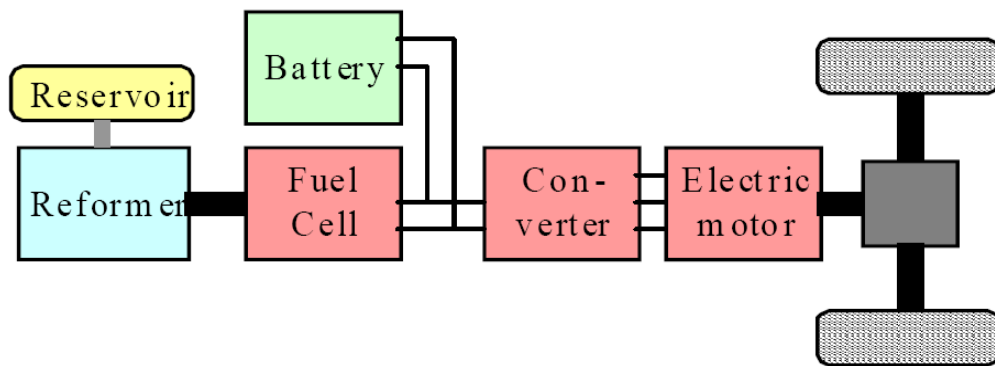 Battery
Reservoir
Reformer
Fuel
Cell
Con-
verter
Electric
motor